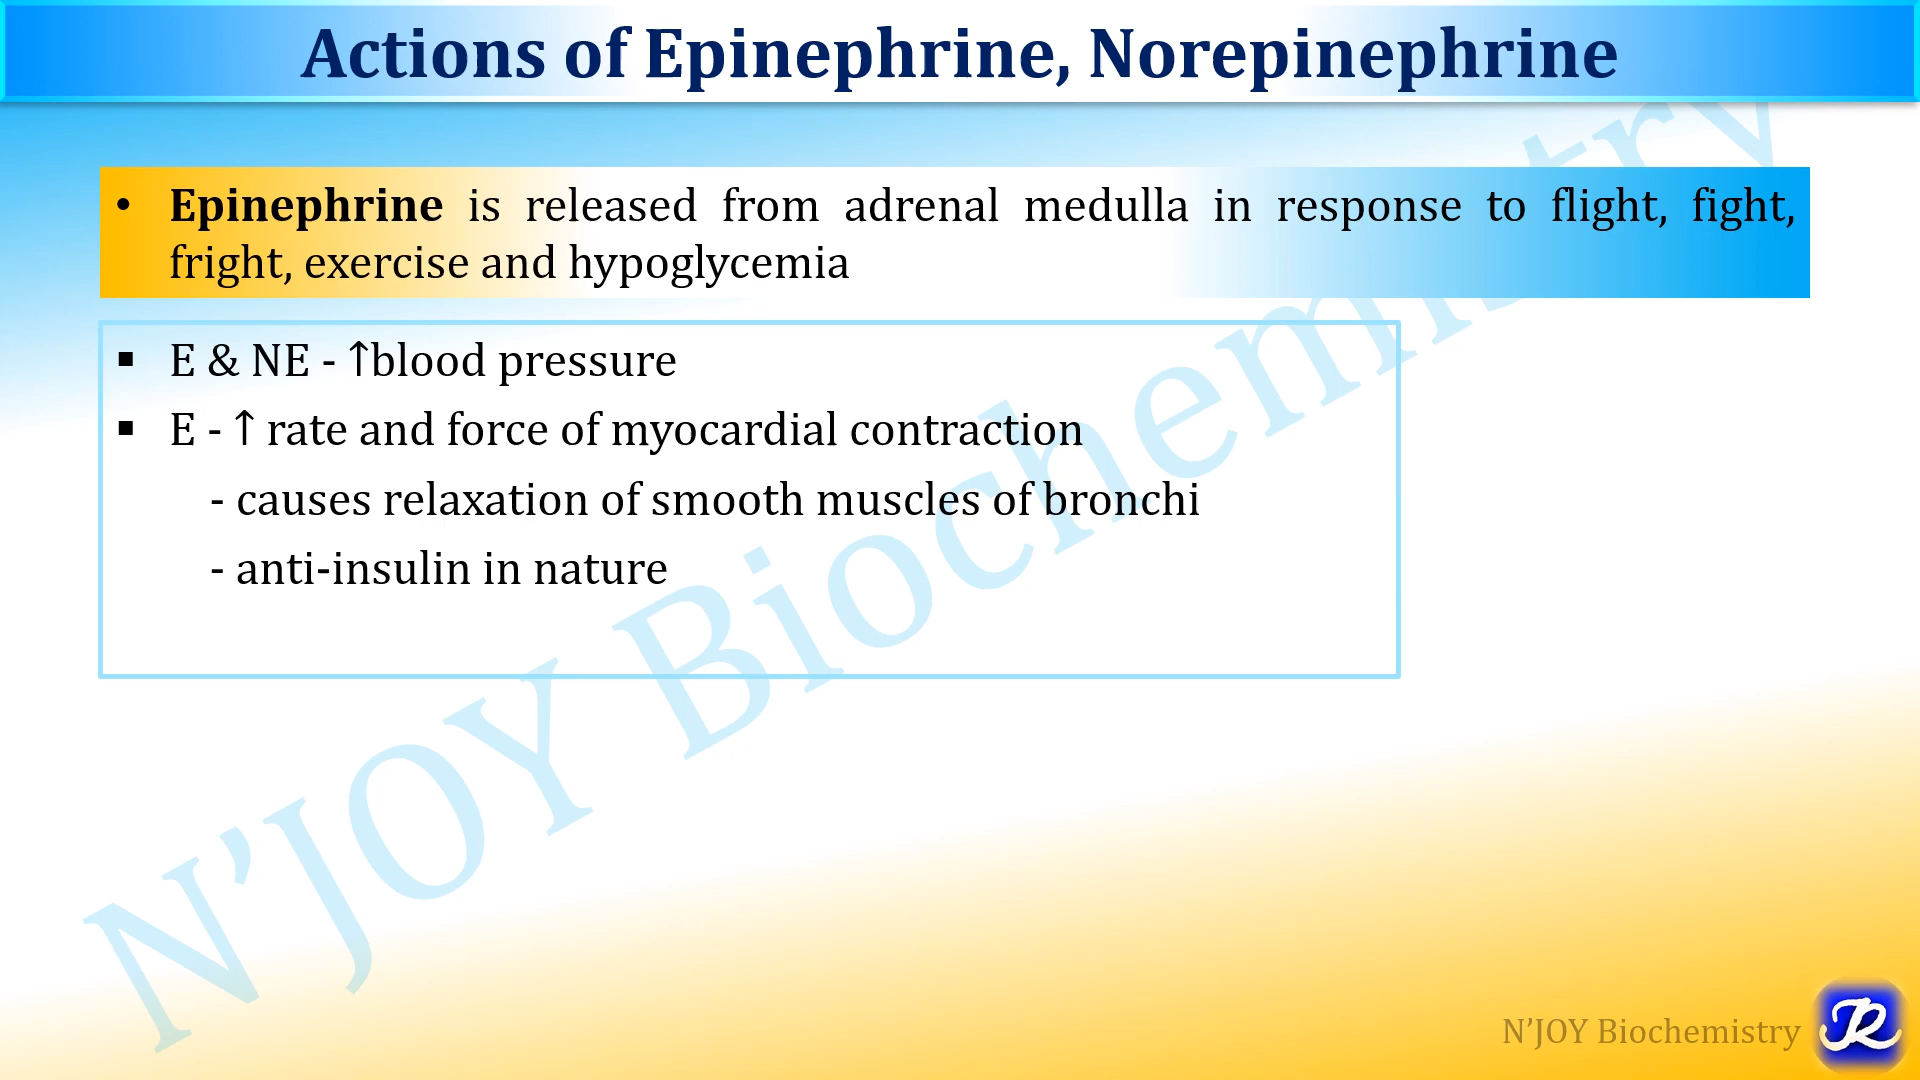 Actions of Epinephrine, Norepinephrine
• Epinephrine is released from adrenal medulla in response to flight, fight,
fright, exercise and hypoglycemia
▪ E & NE - ↑blood pressure
▪ E - ↑ rate and force of myocardial contraction
- causes relaxation of smooth muscles of bronchi
- anti-insulin in nature
N’JOY Biochemistry
N’JOY Biochemistry
JR